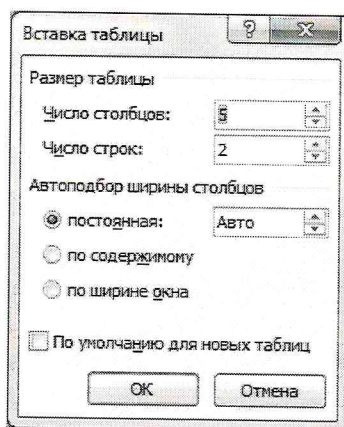 Вставка таблицы
Размер таблицы
Число столбцов: 5
Число строк: 2
Автоподбор ширины столбцов
постоянная: Авто
по содержимому
по ширине окна
По умолчанию для новых таблиц
ОК Отмена